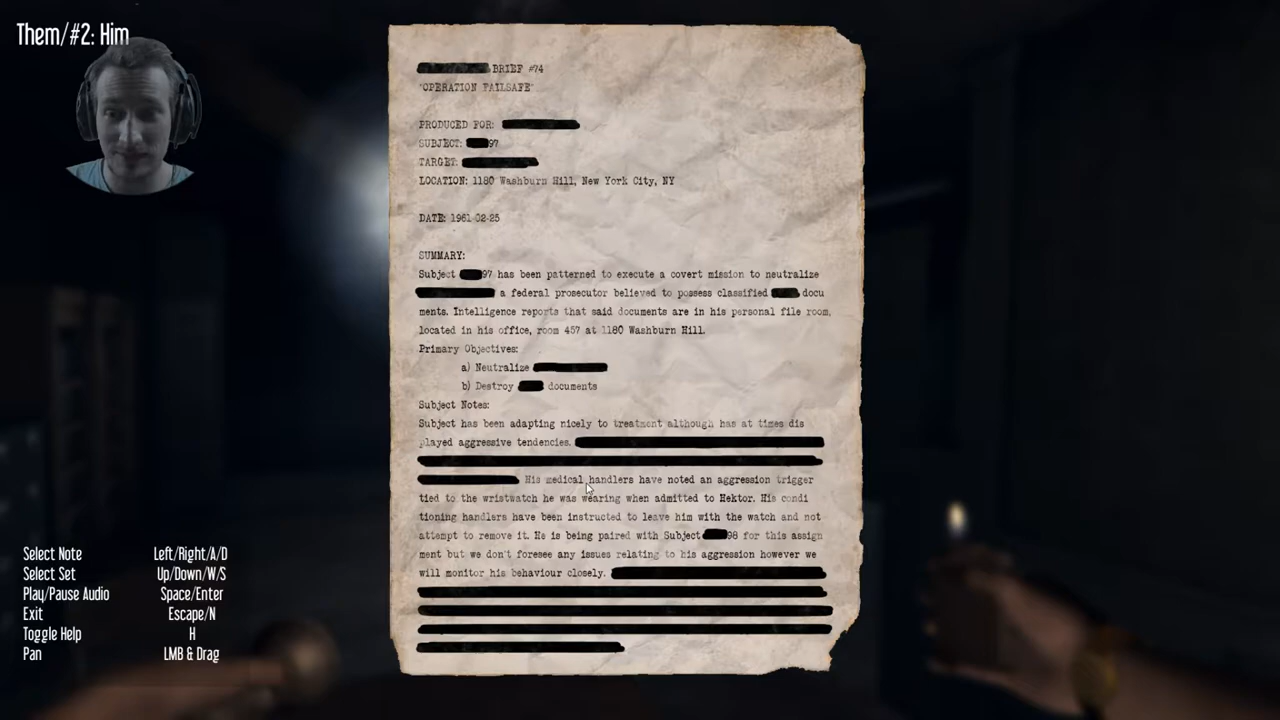 Them/#2: Him
BRIEF #74
"OPERATION FAILSAFE"
PRODUCED FOR:
SUBJECT: 97
TARGET:
LOCATION: 1180 Washburn Hill, New York City, NY
DATE: 1961-02-25
SUMMARY:
Subject 97 has been patterned to execute a covert mission to neutralize
a federal prosecutor believed to possess classified docu
ments. Intelligence reports that said documents are in his personal file room,
located in his office, room 457 at 1180 Washburn Hill.
Primary Objectives:
a) Neutralize
b) Destroy documents
Subject Notes:
Subject has been adapting nicely to treatment although has at times dis
played aggressive tendencies.
His medical handlers have noted an aggression trigger
tied to the wristwatch he was wearing when admitted to Hektor. His condi
tioning handlers have been instructed to leave him with the watch and not
attempt to remove it. He is being paired with Subject 98 for this assign
ment but we don't foresee any issues relating to his aggression however we
will monitor his behaviour closely.
Select Note Left/Right/A/D
Select Set Up/Down/W/S
Play/Pause Audio Space/Enter
Exit Escape/N
Toggle Help H
Pan LMB & Drag